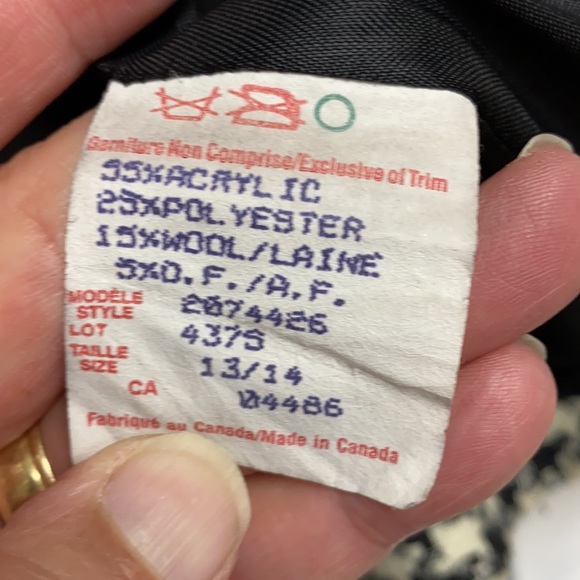 Garniture Non Comprise/Exclusive of Trim
55%ACRYLIC
25%POLYESTER
15%WOOL/LAINE
5%O.F./A.F.
MODÈLE
STYLE 2074426
LOT 4375
TAILLE
SIZE 13/14
CA 04486
Fabriqué au Canada/Made in Canada